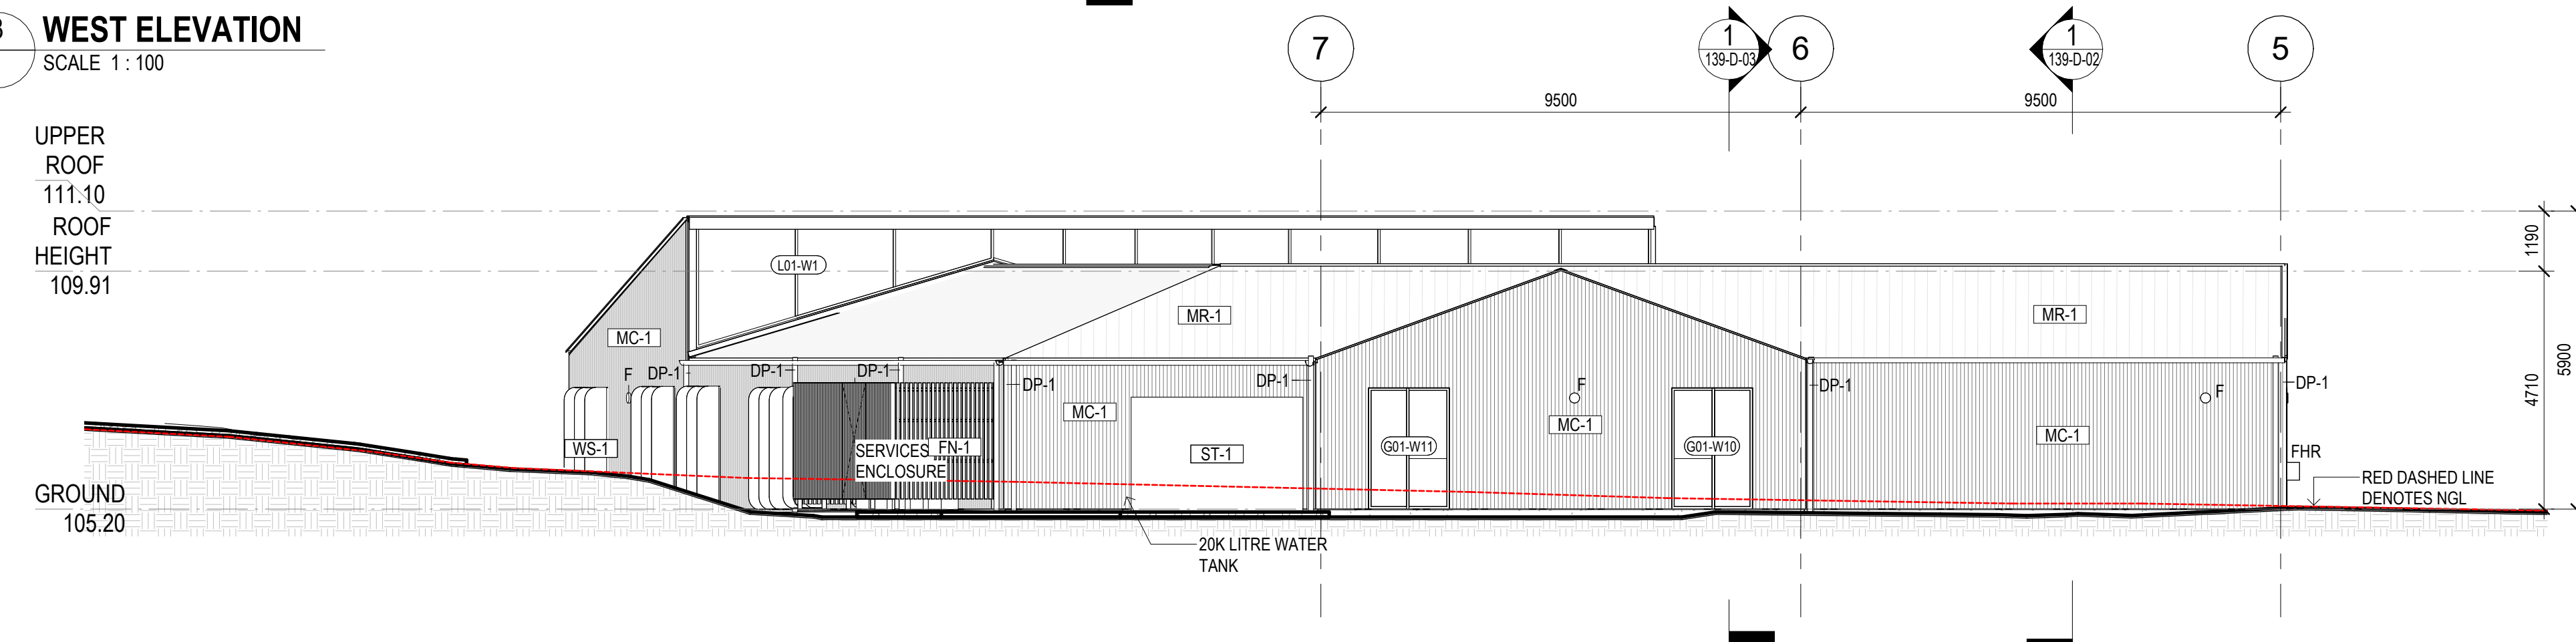 3
WEST ELEVATION
SCALE 1 : 100
7
1
139-D-03
6
1
139-D-02
5
9500
9500
UPPER
ROOF
111.10
ROOF
HEIGHT
109.91
GROUND
105.20
L01-W1
MC-1
MR-1
MR-1
F
DP-1
DP-1
DP-1
DP-1
DP-1
DP-1
DP-1
MC-1
F
MC-1
F
MC-1
WS-1
SERVICES
ENCLOSURE
FN-1
ST-1
G01-W11
G01-W10
FHR
RED DASHED LINE
DENOTES NGL
20K LITRE WATER
TANK
1190
4710
5900